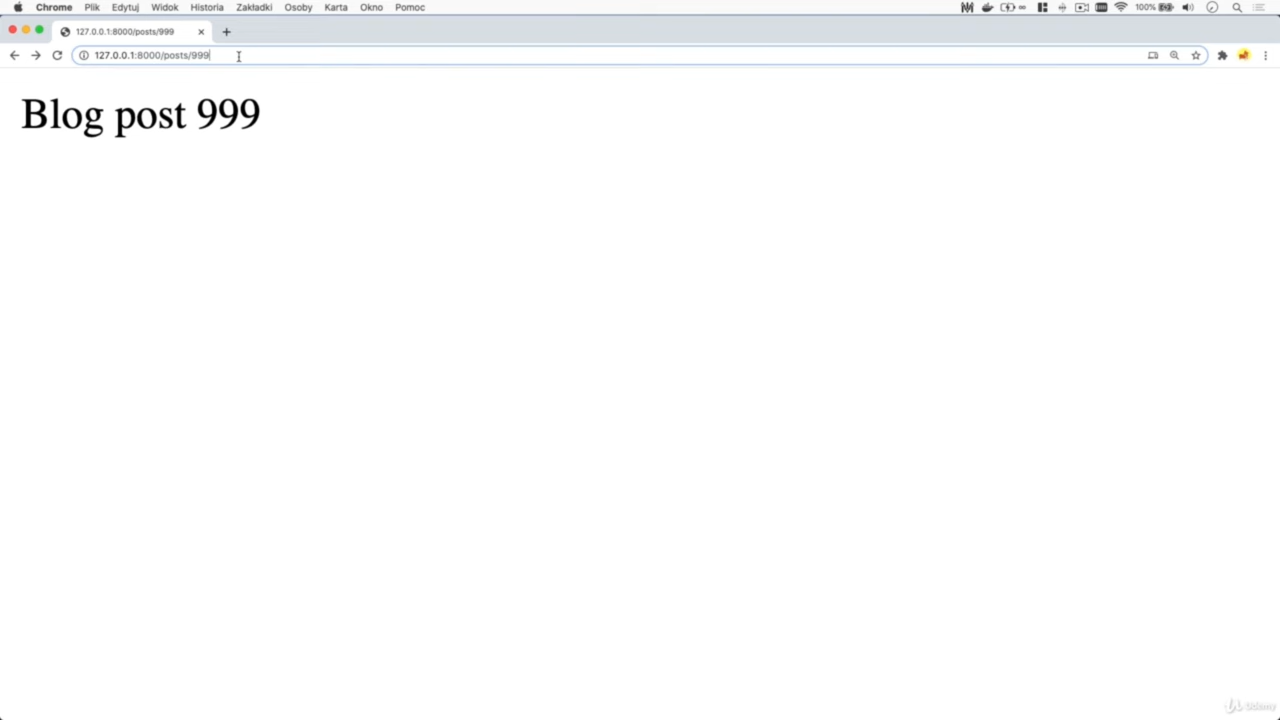 Chrome Plik Edytuj Widok Historia Zakładki Osoby Karta Okno Pomoc 100%
127.0.0.1:8000/posts/999
127.0.0.1:8000/posts/999
Blog post 999
Udemy